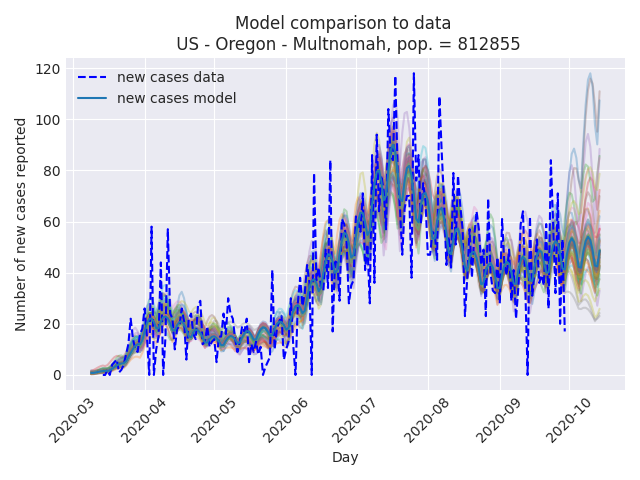 Model comparison to data
US - Oregon - Multnomah, pop. = 812855
new cases data
new cases model
Number of new cases reported
120
100
80
60
40
20
0
2020-03
2020-04
2020-05
2020-06
2020-07
2020-08
2020-09
2020-10
Day